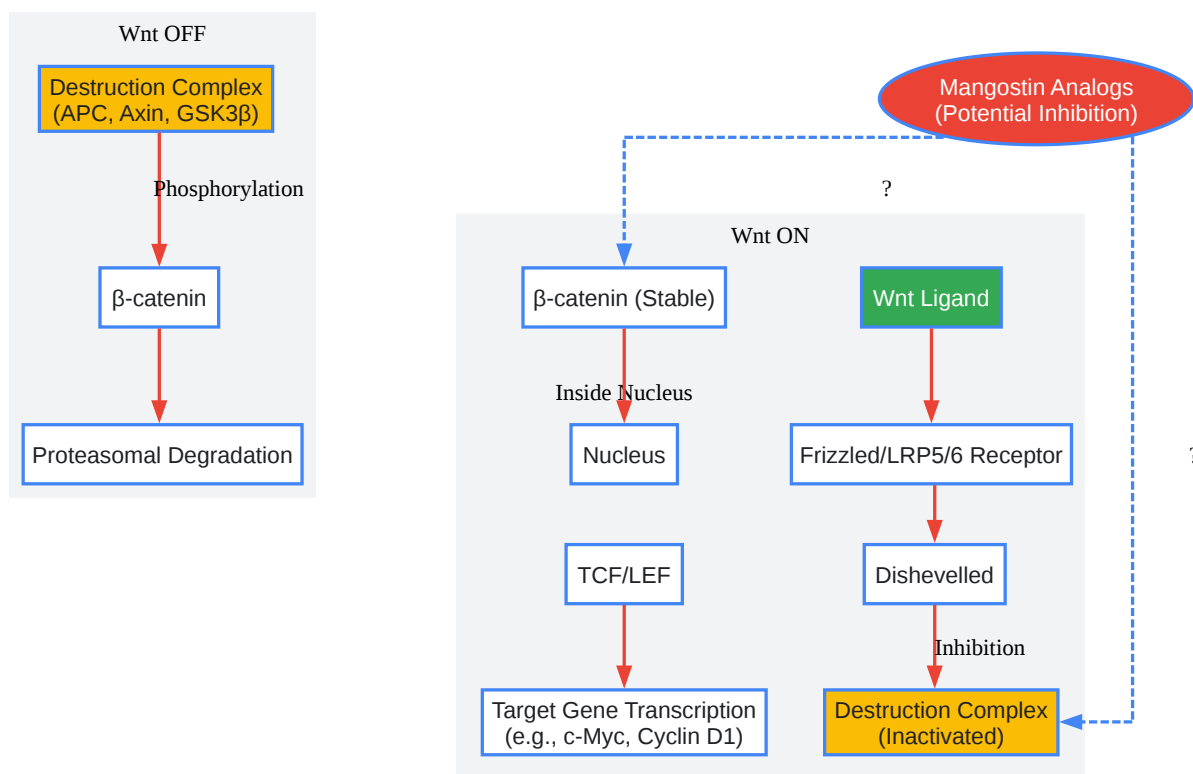 Wnt OFF
Destruction Complex
(APC, Axin, GSK3β)
Phosphorylation
β-catenin
Proteasomal Degradation
Mangostin Analogs
(Potential Inhibition)
?
?
Wnt ON
β-catenin (Stable)
Inside Nucleus
Nucleus
TCF/LEF
Target Gene Transcription
(e.g., c-Myc, Cyclin D1)
Wnt Ligand
Frizzled/LRP5/6 Receptor
Dishevelled
Inhibition
Destruction Complex
(Inactivated)